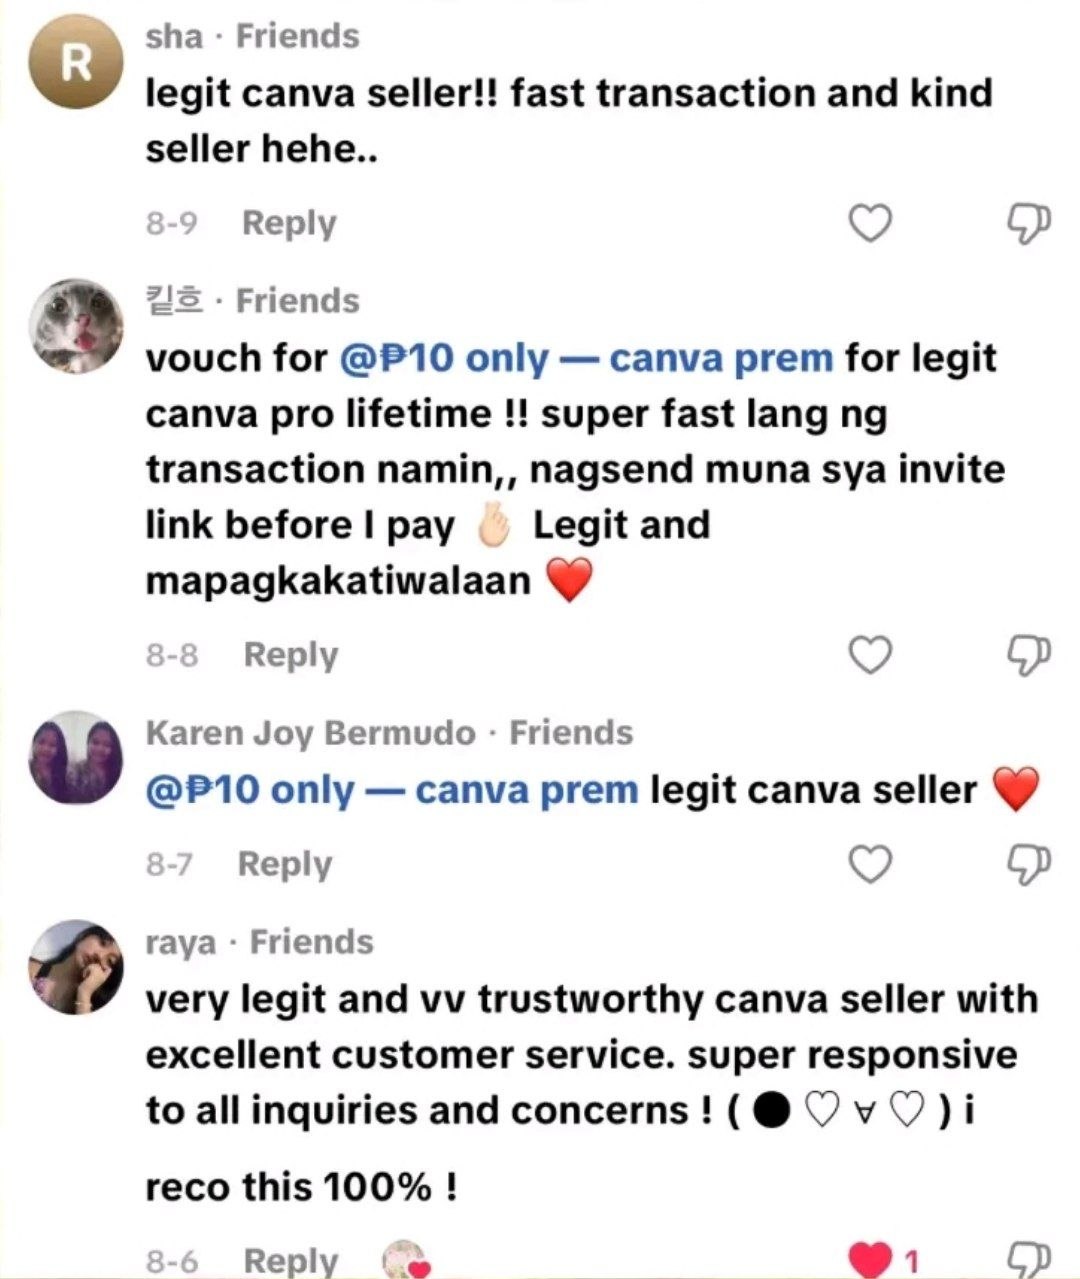 R
sha · Friends
legit canva seller!! fast transaction and kind
seller hehe..
8-9 Reply
킽흐 · Friends
vouch for @₱10 only — canva prem for legit
canva pro lifetime !! super fast lang ng
transaction namin,, nagsend muna sya invite
link before I pay 🫰🏻 Legit and
mapagkakatiwalaan ❤️
8-8 Reply
Karen Joy Bermudo · Friends
@₱10 only — canva prem legit canva seller ❤️
8-7 Reply
raya · Friends
very legit and vv trustworthy canva seller with
excellent customer service. super responsive
to all inquiries and concerns ! ( ● ♡ ∀ ♡ ) i
reco this 100% !
8-6 Reply
1